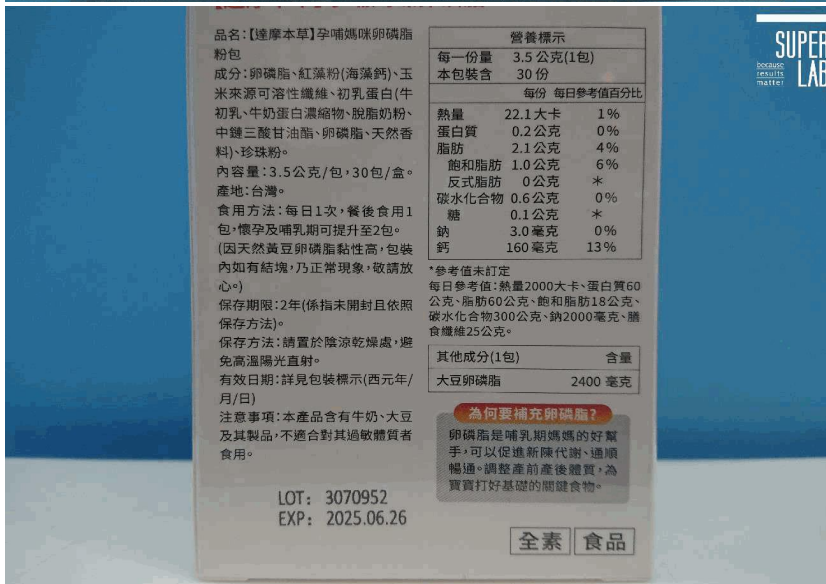 SUPER
LAB
because
results
matter
品名:【達摩本草】孕哺媽咪卵磷脂
粉包
成分:卵磷脂、紅藻粉(海藻鈣)、玉
米來源可溶性纖維、初乳蛋白(牛
初乳、牛奶蛋白濃縮物、脫脂奶粉、
中鏈三酸甘油酯、卵磷脂、天然香
料)、珍珠粉。
內容量:3.5公克/包,30包/盒。
產地:台灣。
食用方法:每日1次,餐後食用1
包,懷孕及哺乳期可提升至2包。
(因天然黃豆卵磷脂黏性高,包裝
內如有結塊,乃正常現象,敬請放
心。)
保存期限:2年(係指未開封且依照
保存方法)。
保存方法:請置於陰涼乾燥處,避
免高溫陽光直射。
有效日期:詳見包裝標示(西元年/
月/日)
注意事項:本產品含有牛奶、大豆
及其製品,不適合對其過敏體質者
食用。
LOT: 3070952
EXP: 2025.06.26
營養標示
每一份量 3.5 公克(1包)
本包裝含 30 份
每份 每日參考值百分比
熱量 22.1 大卡 1%
蛋白質 0.2 公克 0%
脂肪 2.1 公克 4%
飽和脂肪 1.0 公克 6%
反式脂肪 0 公克 *
碳水化合物 0.6 公克 0%
糖 0.1 公克 *
鈉 3.0 毫克 0%
鈣 160 毫克 13%
*參考值未訂定
每日參考值:熱量2000大卡、蛋白質60
公克、脂肪60公克、飽和脂肪18公克、
碳水化合物300公克、鈉2000毫克、膳
食纖維25公克。
其他成分(1包) 含量
大豆卵磷脂 2400 毫克
為何要補充卵磷脂?
卵磷脂是哺乳期媽媽的好幫
手,可以促進新陳代謝、通順
暢通。調整產前產後體質,為
寶寶打好基礎的關鍵食物。
全素 食品